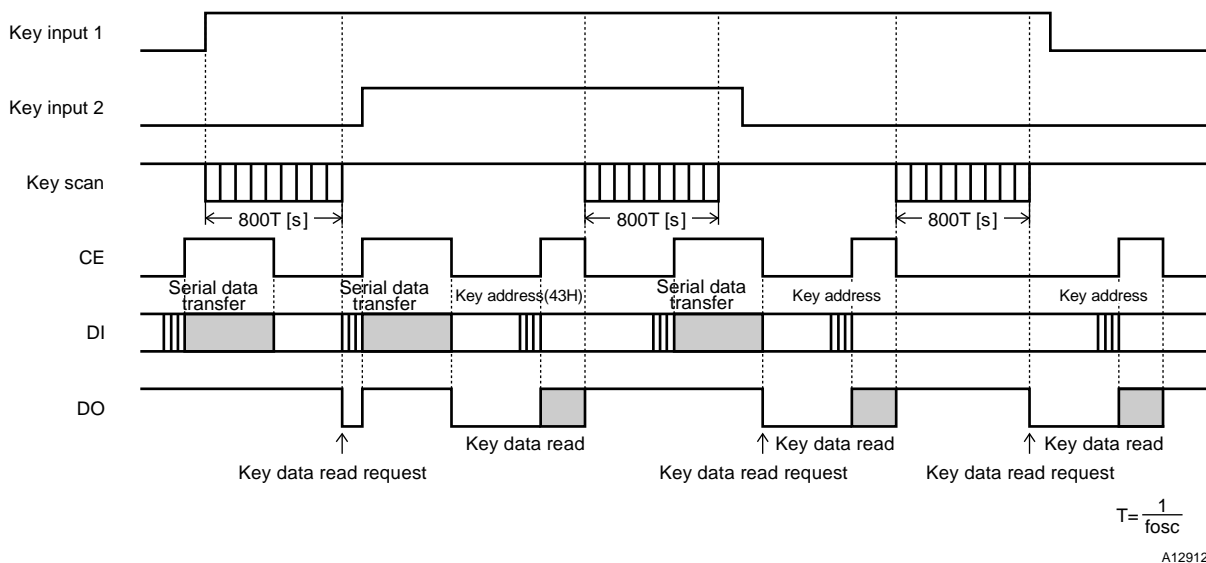 Key input 1
Key input 2
Key scan
800T [s]
800T [s]
800T [s]
CE
Serial data
transfer
Serial data
transfer
Key address(43H)
Serial data
transfer
Key address
Key address
DI
DO
Key data read
Key data read
Key data read
Key data read request
Key data read request
Key data read request
T= 1
fosc
A12912